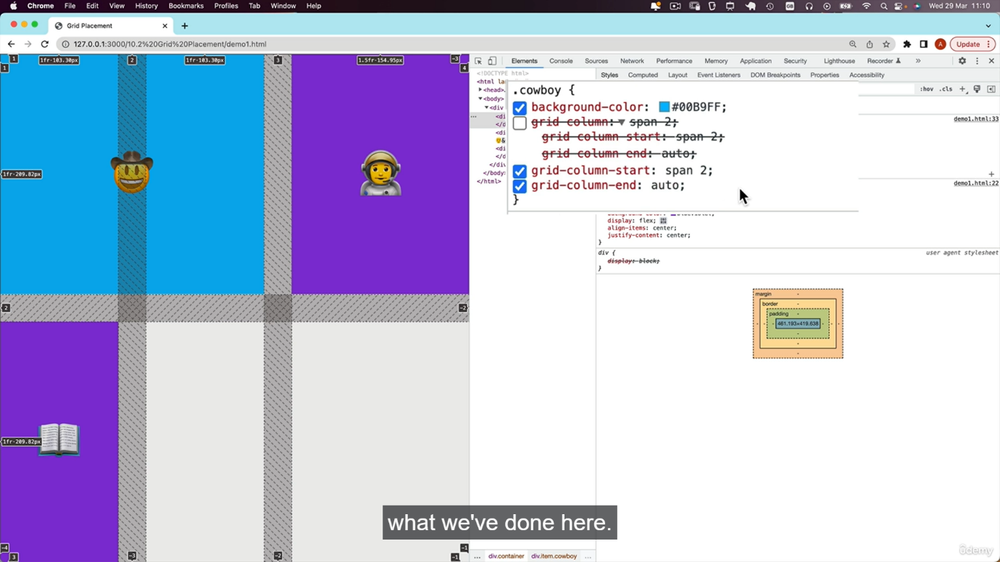 Chrome File Edit View History Bookmarks Profiles Tab Window Help
Wed 29 Mar 11:10
Grid Placement
127.0.0.1:3000/10.2%20Grid%20Placement/demo1.html
A
Update
Elements Console Sources Network Performance Memory Application Security Lighthouse Recorder
Styles Computed Layout Event Listeners DOM Breakpoints Properties Accessibility
:hov .cls
1 1fr·103.30px 2 1fr·103.30px 3 1.5fr·154.95px -3
1 4
1fr·209.82px
2 -2
1fr·209.82px
-4 -1
3 -3 -2 -1
<!DOCTYPE html>
<html la
<head>
<body>
<div
<di
</d
<di
<di
</d
</di
</body>
</html>
.cowboy {
background-color: #00B9FF;
grid-column: span 2;
grid-column-start: span 2;
grid-column-end: auto;
grid-column-start: span 2;
grid-column-end: auto;
}
demo1.html:33
demo1.html:22
display: flex;
align-items: center;
justify-content: center;
}
div {
user agent stylesheet
display: block;
}
margin -
border -
padding -
461.193×419.638
what we've done here.
... div.container div.item.cowboy ...
ûdemy